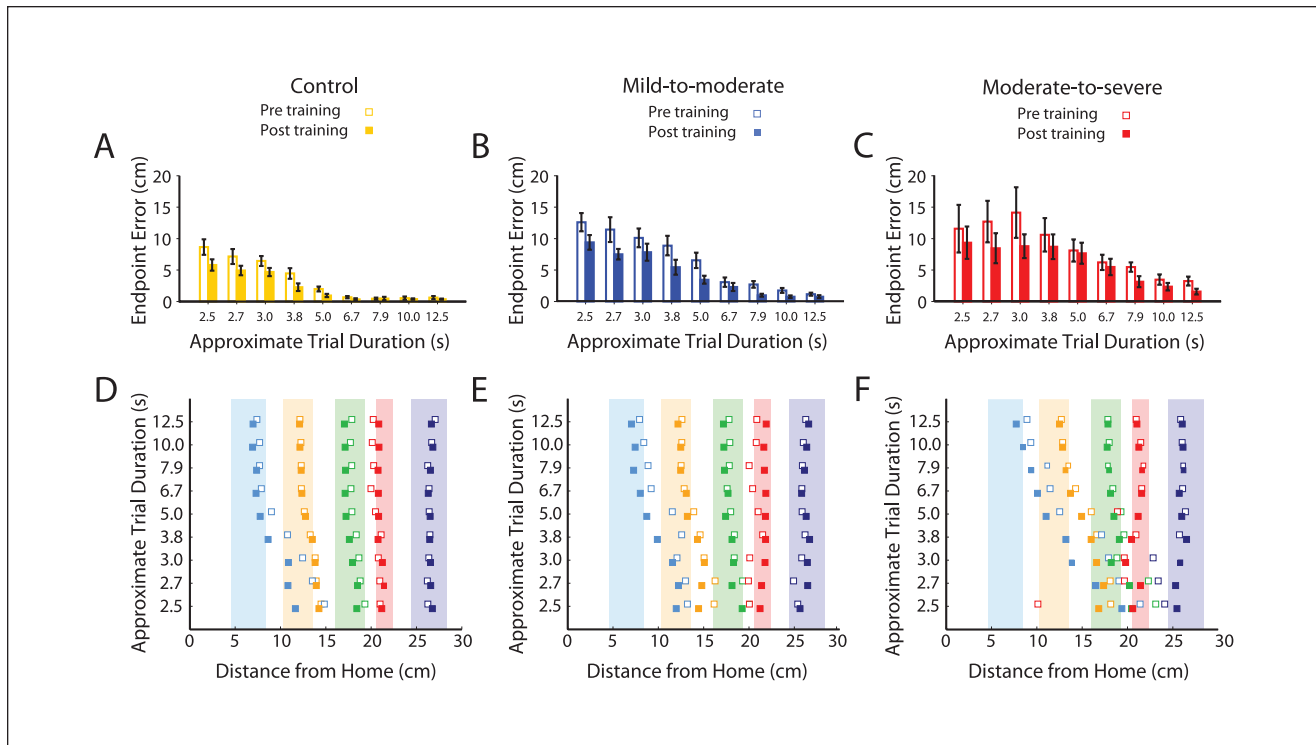 Control
Pre training
Post training
Mild-to-moderate
Pre training
Post training
Moderate-to-severe
Pre training
Post training
A
Endpoint Error (cm)
20
15
10
5
0
2.5 2.7 3.0 3.8 5.0 6.7 7.9 10.0 12.5
Approximate Trial Duration (s)
B
Endpoint Error (cm)
20
15
10
5
0
2.5 2.7 3.0 3.8 5.0 6.7 7.9 10.0 12.5
Approximate Trial Duration (s)
C
Endpoint Error (cm)
20
15
10
5
0
2.5 2.7 3.0 3.8 5.0 6.7 7.9 10.0 12.5
Approximate Trial Duration (s)
D
Approximate Trial Duration (s)
12.5
10.0
7.9
6.7
5.0
3.8
3.0
2.7
2.5
0 5 10 15 20 25 30
Distance from Home (cm)
E
Approximate Trial Duration (s)
12.5
10.0
7.9
6.7
5.0
3.8
3.0
2.7
2.5
0 5 10 15 20 25 30
Distance from Home (cm)
F
Approximate Trial Duration (s)
12.5
10.0
7.9
6.7
5.0
3.8
3.0
2.7
2.5
0 5 10 15 20 25 30
Distance from Home (cm)